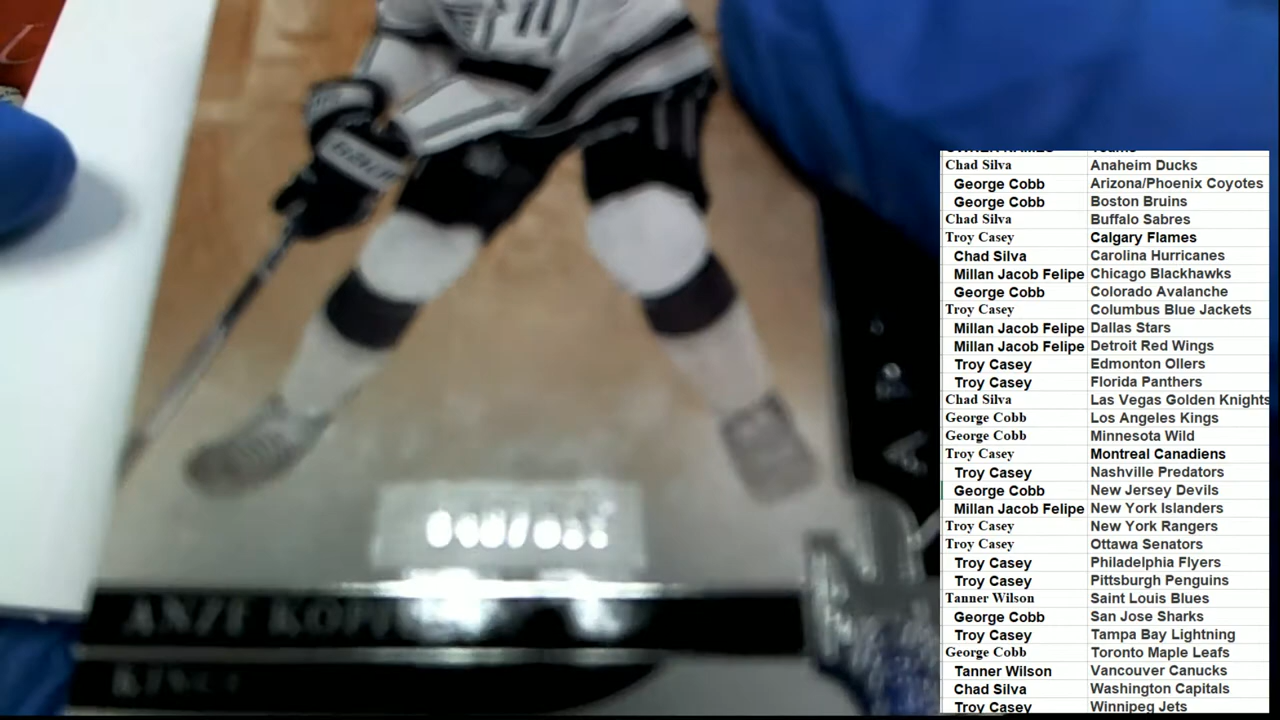 ANZE KOPITAR
KINGS
Chad Silva Anaheim Ducks
George Cobb Arizona/Phoenix Coyotes
George Cobb Boston Bruins
Chad Silva Buffalo Sabres
Troy Casey Calgary Flames
Chad Silva Carolina Hurricanes
Millan Jacob Felipe Chicago Blackhawks
George Cobb Colorado Avalanche
Troy Casey Columbus Blue Jackets
Millan Jacob Felipe Dallas Stars
Millan Jacob Felipe Detroit Red Wings
Troy Casey Edmonton Ollers
Troy Casey Florida Panthers
Chad Silva Las Vegas Golden Knights
George Cobb Los Angeles Kings
George Cobb Minnesota Wild
Troy Casey Montreal Canadiens
Troy Casey Nashville Predators
George Cobb New Jersey Devils
Millan Jacob Felipe New York Islanders
Troy Casey New York Rangers
Troy Casey Ottawa Senators
Troy Casey Philadelphia Flyers
Troy Casey Pittsburgh Penguins
Tanner Wilson Saint Louis Blues
George Cobb San Jose Sharks
Troy Casey Tampa Bay Lightning
George Cobb Toronto Maple Leafs
Tanner Wilson Vancouver Canucks
Chad Silva Washington Capitals
Troy Casey Winnipeg Jets